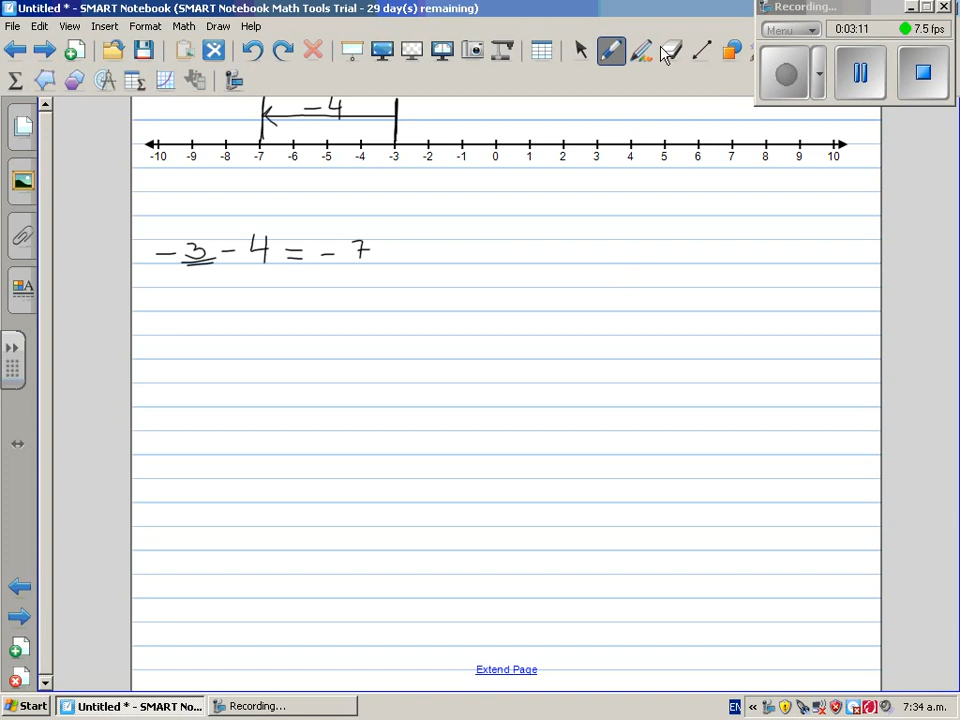 Untitled * - SMART Notebook (SMART Notebook Math Tools Trial - 29 day(s) remaining)
Recording...
File Edit View Insert Format Math Draw Help
Menu 0:03:11 7.5 fps
-4
-10 -9 -8 -7 -6 -5 -4 -3 -2 -1 0 1 2 3 4 5 6 7 8 9 10
-3 - 4 = -7
Extend Page
Start Untitled * - SMART No... Recording... EN « 7:34 a.m.